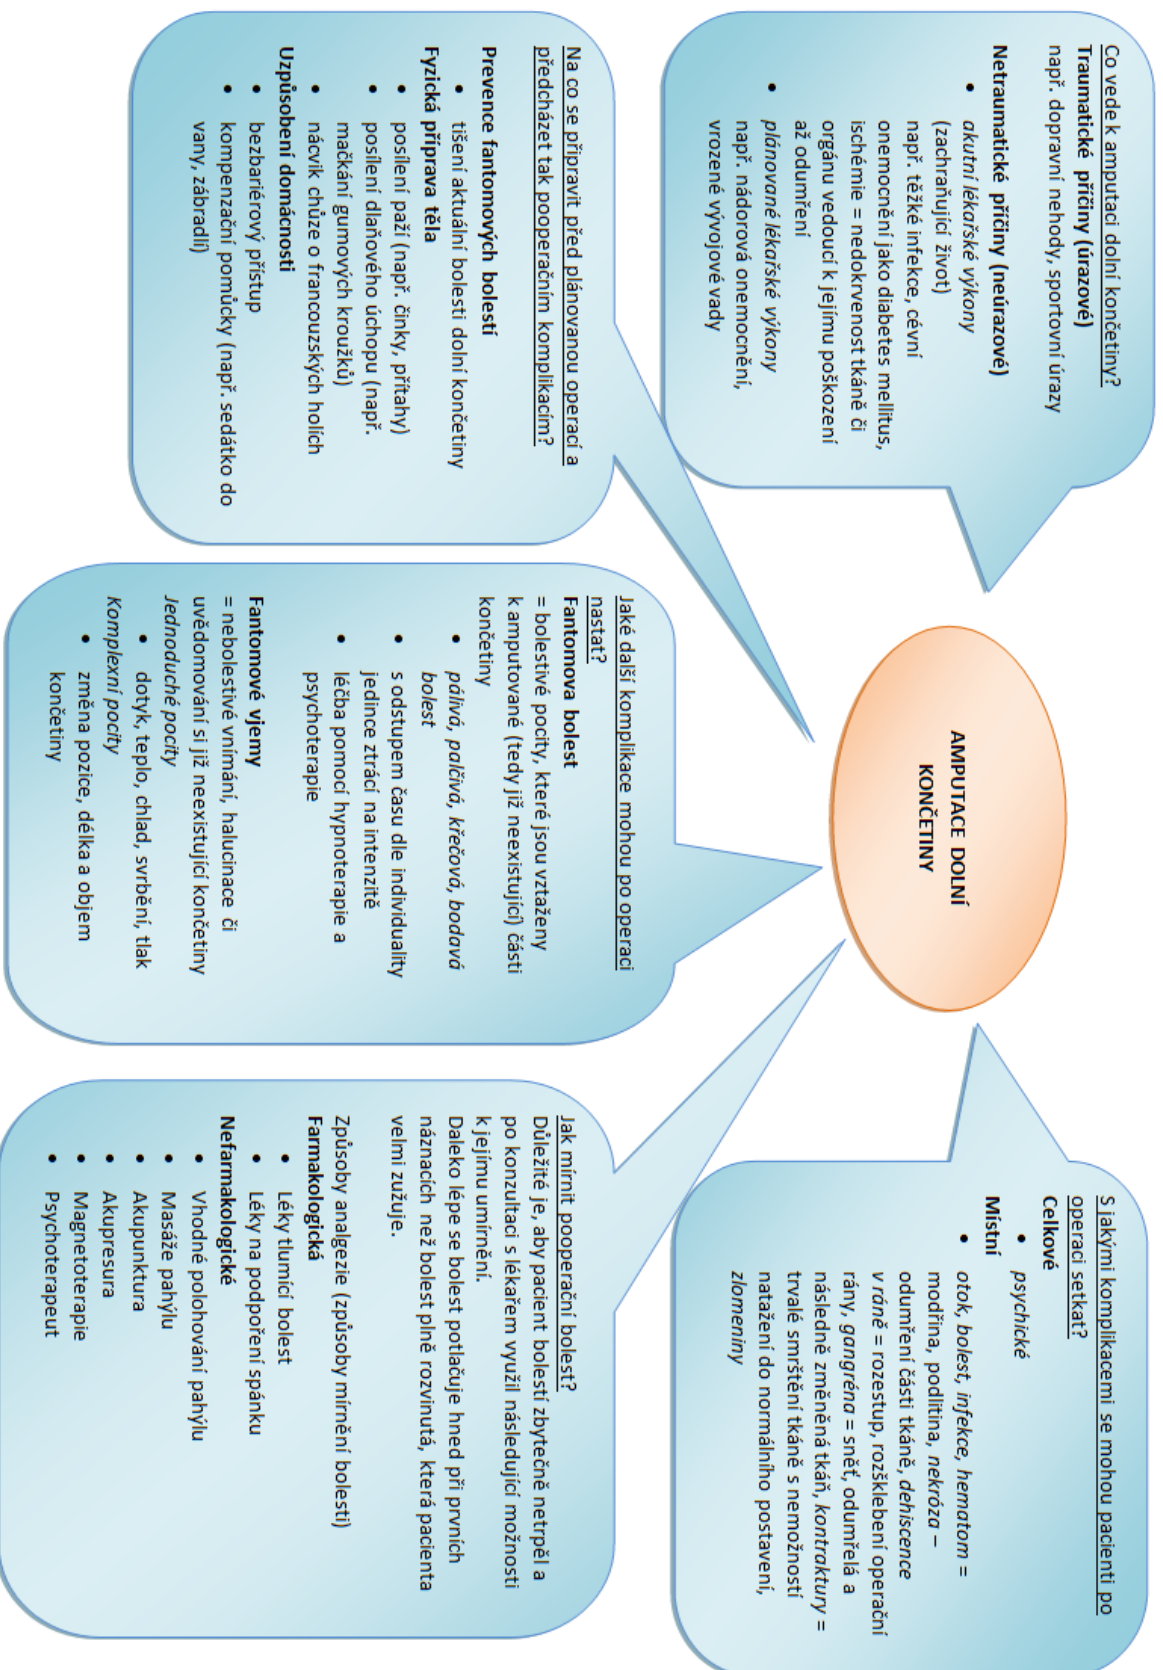 Co vede k amputaci dolní končetiny?
Traumatické příčiny (úrazové)
např. dopravní nehody, sportovní úrazy
Netraumatické příčiny (neúrazové)
• akutní lékařské výkony
(zachraňující život)
např. těžké infekce, cévní
onemocnění jako diabetes mellitus,
ischémie = nedokrvenost tkáně či
orgánu vedoucí k jejímu poškození
až odumření
• plánované lékařské výkony
např. nádorová onemocnění,
vrozené vývojové vady
AMPUTACE DOLNÍ
KONČETINY
S jakými komplikacemi se mohou pacienti po
operaci setkat?
Celkové
• psychické
Místní
• otok, bolest, infekce, hematom =
modřina, podlitina, nekróza –
odumření části tkáně, dehiscence
v ráně = rozestup, rozšklebení operační
rány, gangréna = sněť, odumřelá a
následně změněná tkáň, kontraktury =
trvalé smrštění tkáně s nemožností
natažení do normálního postavení,
zlomeniny
Na co se připravit před plánovanou operací a
předcházet tak pooperačním komplikacím?
Prevence fantomových bolestí
• tišení aktuální bolesti dolní končetiny
Fyzická příprava těla
• posílení paží (např. činky, přítahy)
• posílení dlaňového úchopu (např.
mačkání gumových kroužků)
• nácvik chůze o francouzských holích
Uzpůsobení domácnosti
• bezbariérový přístup
• kompenzační pomůcky (např. sedátko do
vany, zábradlí)
Jaké další komplikace mohou po operaci
nastat?
Fantomova bolest
= bolestivé pocity, které jsou vztaženy
k amputované (tedy již neexistující) části
končetiny
• pálivá, palčivá, křečová, bodavá
bolest
• s odstupem času dle individuality
jedince ztrácí na intenzitě
• léčba pomocí hypnoterapie a
psychoterapie
Fantomové vjemy
= nebolestivé vnímání, halucinace či
uvědomování si již neexistující končetiny
Jednoduché pocity
• dotyk, teplo, chlad, svrbění, tlak
Komplexní pocity
• změna pozice, délka a objem
končetiny
Jak mírnit pooperační bolest?
Důležité je, aby pacient bolestí zbytečně netrpěl a
po konzultaci s lékařem využil následující možnosti
k jejímu umírnění.
Daleko lépe se bolest potlačuje hned při prvních
náznacích než bolest plně rozvinutá, která pacienta
velmi zužuje.
Způsoby analgezie (způsoby mírnění bolesti)
Farmakologická
• Léky tlumící bolest
• Léky na podpoření spánku
Nefarmakologické
• Vhodné polohování pahýlu
• Masáže pahýlu
• Akupunktura
• Akupresura
• Magnetoterapie
• Psychoterapeut